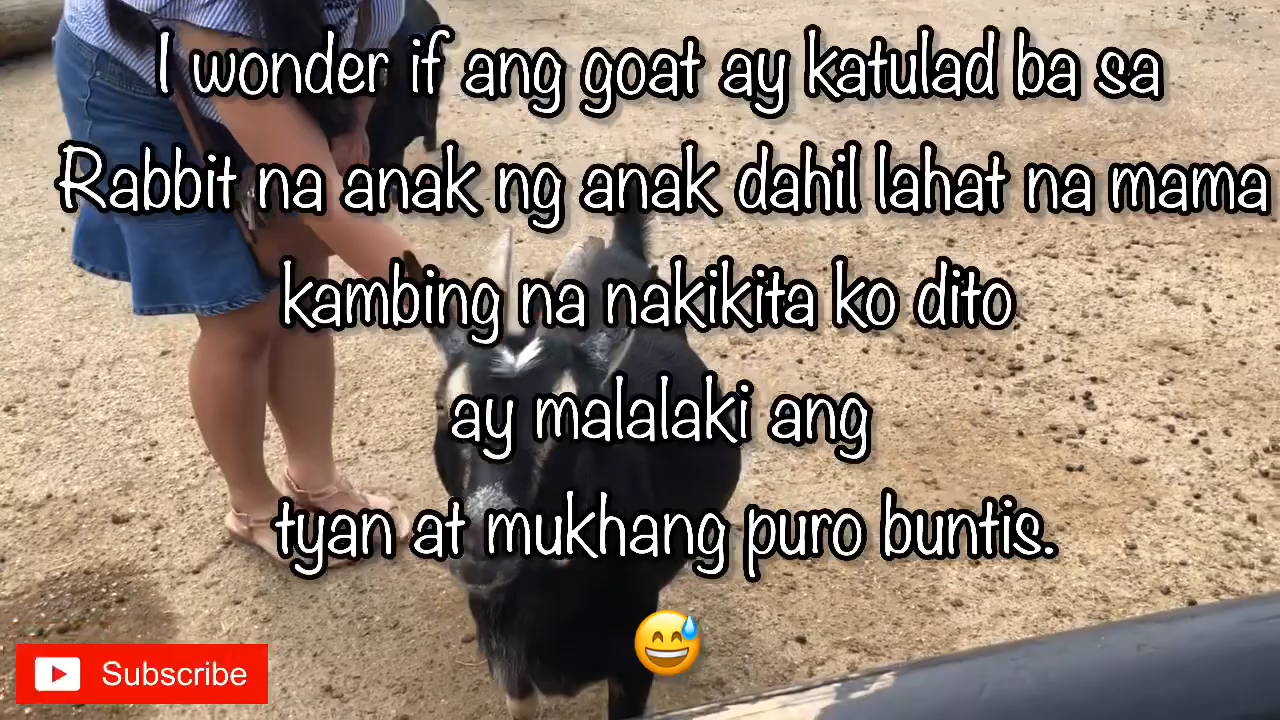 I wonder if ang goat ay katulad ba sa
Rabbit na anak ng anak dahil lahat na mama
kambing na nakikita ko dito
ay malalaki ang
tyan at mukhang puro buntis.
😅
Subscribe